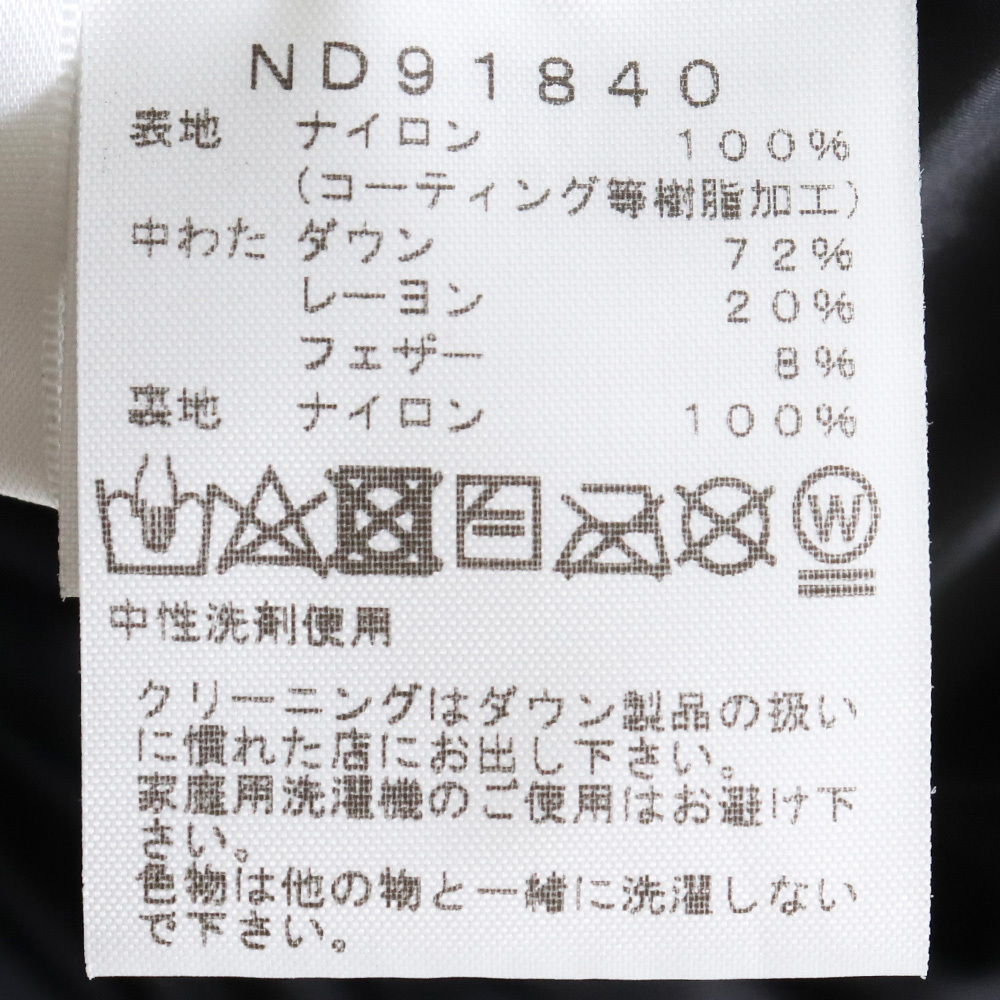 ND91840
表地 ナイロン 100%
(コーティング等樹脂加工)
中わた ダウン 72%
レーヨン 20%
フェザー 8%
裏地 ナイロン 100%
W
中性洗剤使用
クリーニングはダウン製品の扱い
に慣れた店にお出し下さい。
家庭用洗濯機のご使用はお避け下
さい。
色物は他の物と一緒に洗濯しない
で下さい。